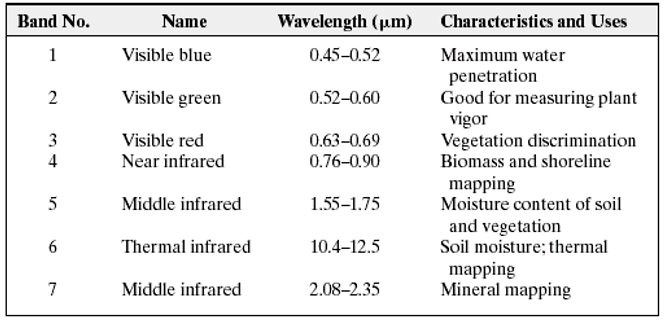 Band No. Name Wavelength (μm) Characteristics and Uses
1 Visible blue 0.45–0.52 Maximum water
penetration
2 Visible green 0.52–0.60 Good for measuring plant
vigor
3 Visible red 0.63–0.69 Vegetation discrimination
4 Near infrared 0.76–0.90 Biomass and shoreline
mapping
5 Middle infrared 1.55–1.75 Moisture content of soil
and vegetation
6 Thermal infrared 10.4–12.5 Soil moisture; thermal
mapping
7 Middle infrared 2.08–2.35 Mineral mapping